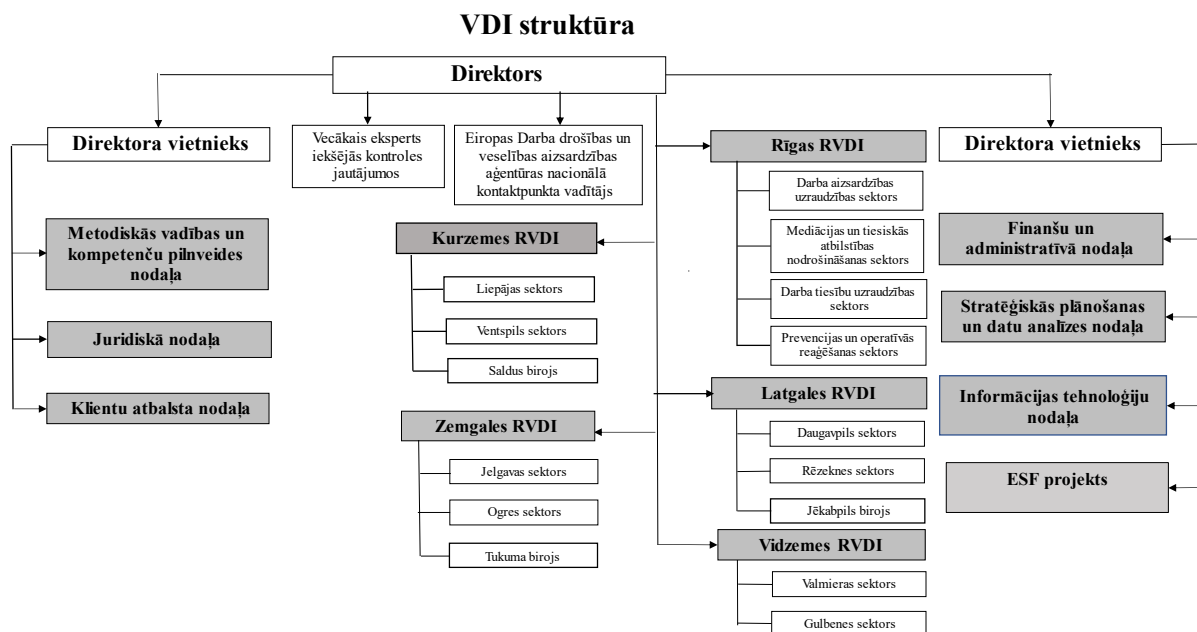 VDI struktūra
Direktors
Direktora vietnieks
Vecākais eksperts
iekšējās kontroles
jautājumos
Eiropas Darba drošības un
veselības aizsardzības
aģentūras nacionālā
kontaktpunkta vadītājs
Direktora vietnieks
Metodiskās vadības un
kompetenču pilnveides
nodaļa
Juridiskā nodaļa
Klientu atbalsta nodaļa
Kurzemes RVDI
Liepājas sektors
Ventspils sektors
Saldus birojs
Zemgales RVDI
Jelgavas sektors
Ogres sektors
Tukuma birojs
Rīgas RVDI
Darba aizsardzības
uzraudzības sektors
Mediācijas un tiesiskās
atbilstības
nodrošināšanas sektors
Darba tiesību uzraudzības
sektors
Prevencijas un operatīvās
reaģēšanas sektors
Latgales RVDI
Daugavpils sektors
Rēzeknes sektors
Jēkabpils birojs
Vidzemes RVDI
Valmieras sektors
Gulbenes sektors
Finanšu un
administratīvā nodaļa
Stratēģiskās plānošanas
un datu analīzes nodaļa
Informācijas tehnoloģiju
nodaļa
ESF projekts